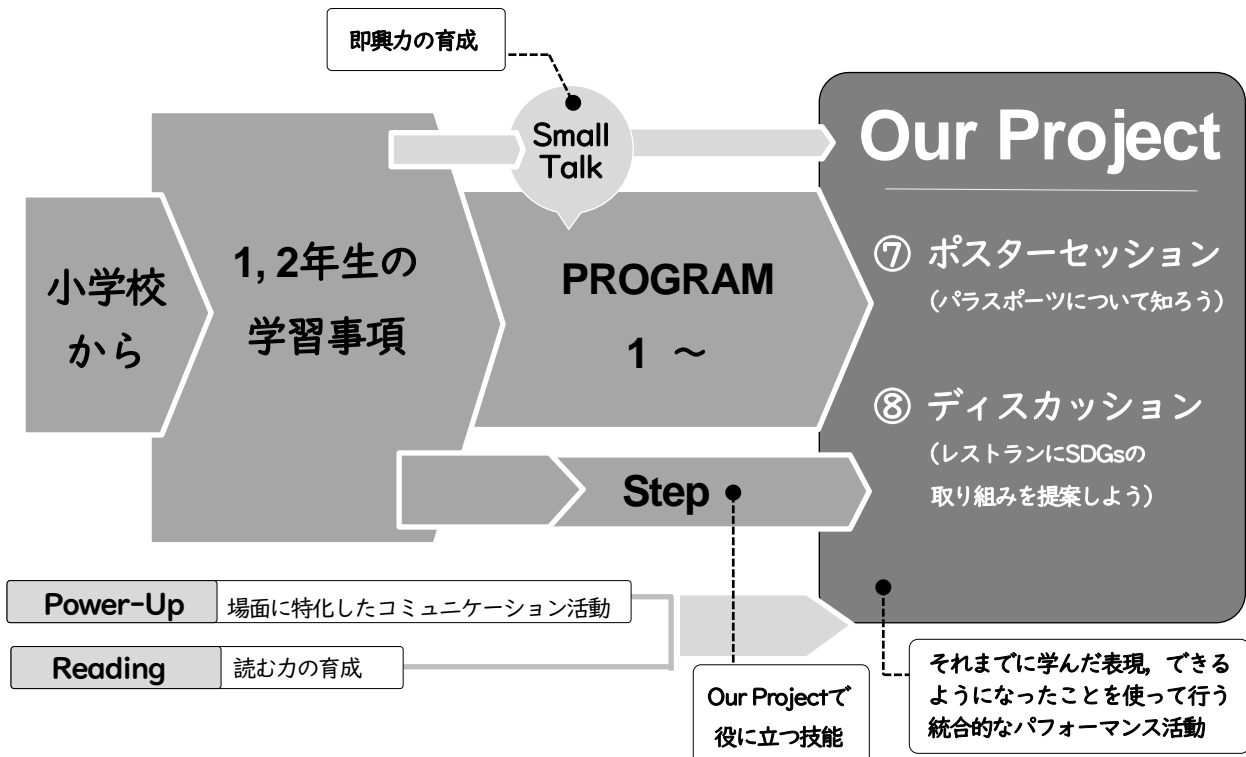 即興力の育成
Small
Talk
小学校
から
1, 2年生の
学習事項
PROGRAM
1 ～
Step
Our Project
⑦ ポスターセッション
(パラスポーツについて知ろう)
⑧ ディスカッション
(レストランにSDGsの
取り組みを提案しよう)
Power-Up
場面に特化したコミュニケーション活動
Reading
読む力の育成
Our Projectで
役に立つ技能
それまでに学んだ表現，できる
ようになったことを使って行う
統合的なパフォーマンス活動